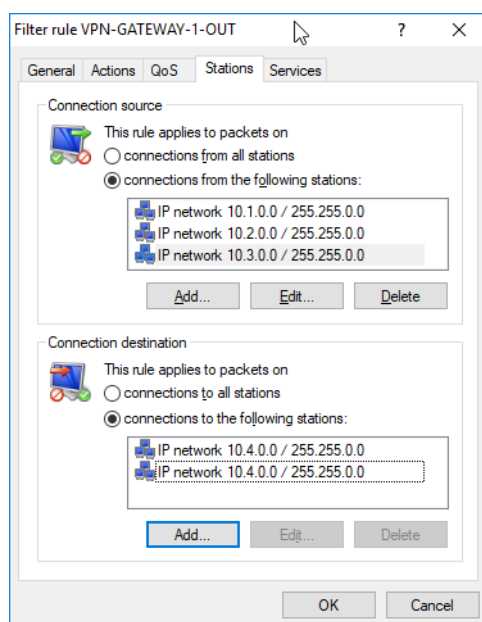 Filter rule VPN-GATEWAY-1-OUT ? ×
General Actions QoS Stations Services
Connection source
This rule applies to packets on
connections from all stations
connections from the following stations:
IP network 10.1.0.0 / 255.255.0.0
IP network 10.2.0.0 / 255.255.0.0
IP network 10.3.0.0 / 255.255.0.0
Add... Edit... Delete
Connection destination
This rule applies to packets on
connections to all stations
connections to the following stations:
IP network 10.4.0.0 / 255.255.0.0
IP network 10.4.0.0 / 255.255.0.0
Add... Edit... Delete
OK Cancel